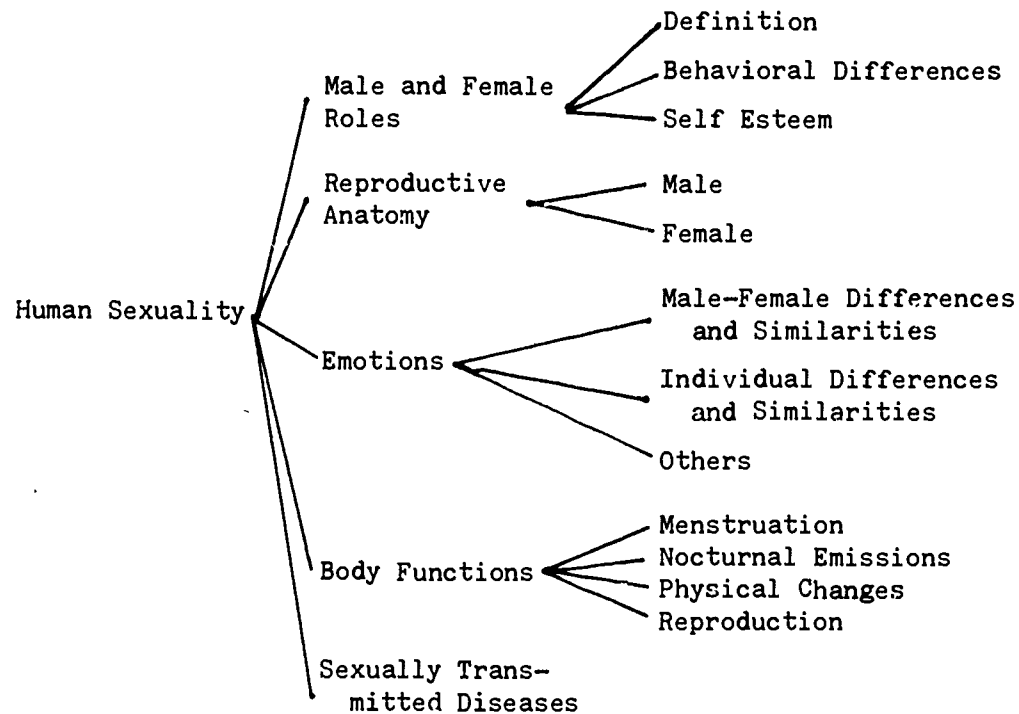 Definition
Behavioral Differences
Self Esteem
Male and Female
Roles
Reproductive
Anatomy
Male
Female
Human Sexuality
Emotions
Male-Female Differences
and Similarities
Individual Differences
and Similarities
Others
Body Functions
Menstruation
Nocturnal Emissions
Physical Changes
Reproduction
Sexually Trans-
mitted Diseases